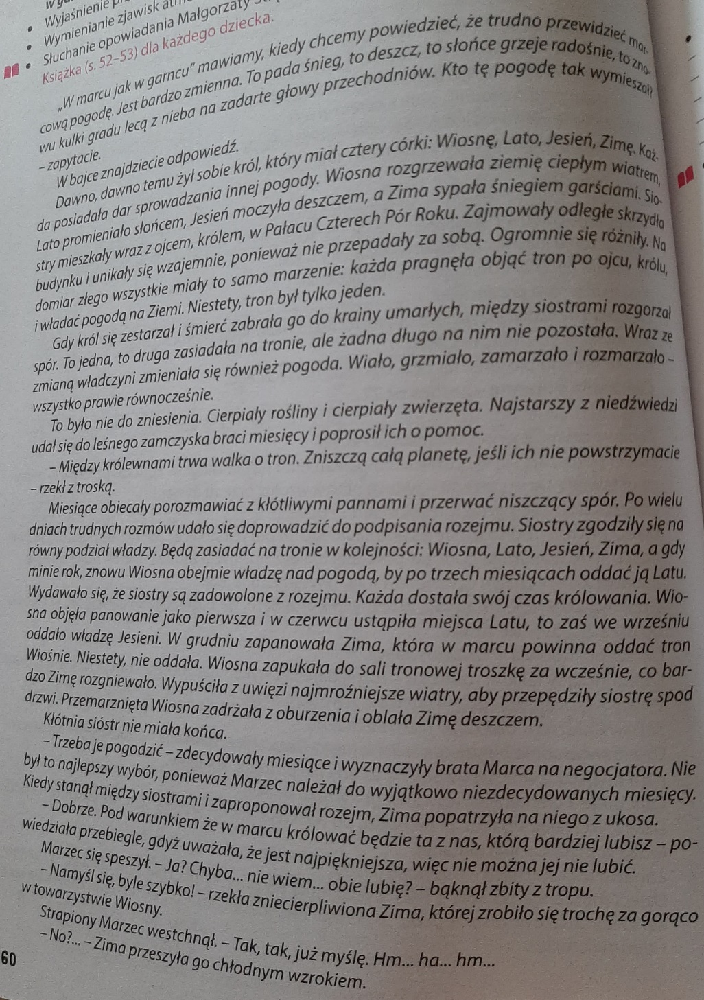 • Wyjaśnienie
• Wymienianie zjawisk
• Słuchanie opowiadania Małgorzaty
Książka (s. 52–53) dla każdego dziecka.
„W marcu jak w garncu” mawiamy, kiedy chcemy powiedzieć, że trudno przewidzieć mar-
cową pogodę. Jest bardzo zmienna. To pada śnieg, to deszcz, to słońce grzeje radośnie, to zno-
wu kulki gradu lecą z nieba na zadarte głowy przechodniów. Kto tę pogodę tak wymieszał?
– zapytacie.
W bajce znajdziecie odpowiedź.
Dawno, dawno temu żył sobie król, który miał cztery córki: Wiosnę, Lato, Jesień, Zimę. Każ-
da posiadała dar sprowadzania innej pogody. Wiosna rozgrzewała ziemię ciepłym wiatrem,
Lato promieniało słońcem, Jesień moczyła deszczem, a Zima sypała śniegiem garściami. Sio-
stry mieszkały wraz z ojcem, królem, w Pałacu Czterech Pór Roku. Zajmowały odległe skrzydła
budynku i unikały się wzajemnie, ponieważ nie przepadały za sobą. Ogromnie się różniły. Na
domiar złego wszystkie miały to samo marzenie: każda pragnęła objąć tron po ojcu, królu,
i władać pogodą na Ziemi. Niestety, tron był tylko jeden.
Gdy król się zestarzał i śmierć zabrała go do krainy umarłych, między siostrami rozgorzał
spór. To jedna, to druga zasiadała na tronie, ale żadna długo na nim nie pozostała. Wraz ze
zmianą władczyni zmieniała się również pogoda. Wiało, grzmiało, zamarzało i rozmarzało –
wszystko prawie równocześnie.
To było nie do zniesienia. Cierpiały rośliny i cierpiały zwierzęta. Najstarszy z niedźwiedzi
udał się do leśnego zamczyska braci miesięcy i poprosił ich o pomoc.
– Między królewnami trwa walka o tron. Zniszczą całą planetę, jeśli ich nie powstrzymacie
– rzekł z troską.
Miesiące obiecały porozmawiać z kłótliwymi pannami i przerwać niszczący spór. Po wielu
dniach trudnych rozmów udało się doprowadzić do podpisania rozejmu. Siostry zgodziły się na
równy podział władzy. Będą zasiadać na tronie w kolejności: Wiosna, Lato, Jesień, Zima, a gdy
minie rok, znowu Wiosna obejmie władzę nad pogodą, by po trzech miesiącach oddać ją Latu.
Wydawało się, że siostry są zadowolone z rozejmu. Każda dostała swój czas królowania. Wio-
sna objęła panowanie jako pierwsza i w czerwcu ustąpiła miejsca Latu, to zaś we wrześniu
oddało władzę Jesieni. W grudniu zapanowała Zima, która w marcu powinna oddać tron
Wiośnie. Niestety, nie oddała. Wiosna zapukała do sali tronowej troszkę za wcześnie, co bar-
dzo Zimę rozgniewało. Wypuściła z uwięzi najmroźniejsze wiatry, aby przepędziły siostrę spod
drzwi. Przemarznięta Wiosna zadrżała z oburzenia i oblała Zimę deszczem.
Kłótnia sióstr nie miała końca.
– Trzeba je pogodzić – zdecydowały miesiące i wyznaczyły brata Marca na negocjatora. Nie
był to najlepszy wybór, ponieważ Marzec należał do wyjątkowo niezdecydowanych miesięcy.
Kiedy stanął między siostrami i zaproponował rozejm, Zima popatrzyła na niego z ukosa.
– Dobrze. Pod warunkiem że w marcu królować będzie ta z nas, którą bardziej lubisz – po-
wiedziała przebiegle, gdyż uważała, że jest najpiękniejsza, więc nie można jej nie lubić.
Marzec się speszył. – Ja? Chyba... nie wiem... obie lubię? – bąknął zbity z tropu.
– Namyśl się, byle szybko! – rzekła zniecierpliwiona Zima, której zrobiło się trochę za gorąco
w towarzystwie Wiosny.
Strapiony Marzec westchnął. – Tak, tak, już myślę. Hm... ha... hm...
– No?... – Zima przeszyła go chłodnym wzrokiem.
60